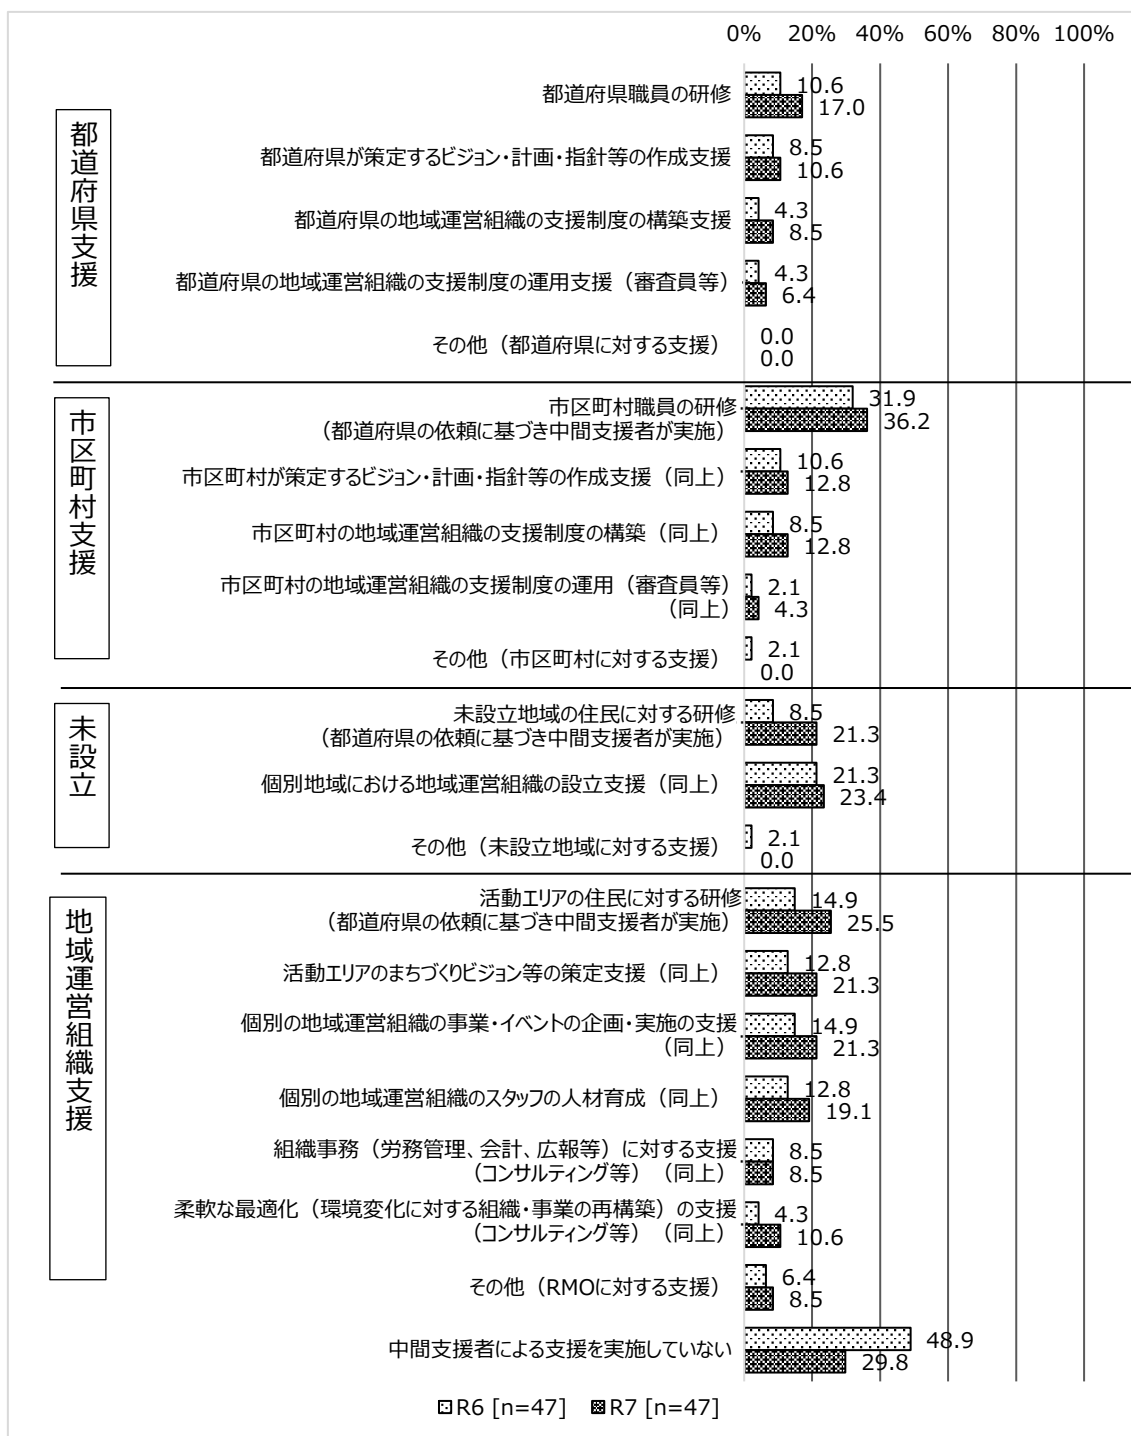 0% 20% 40% 60% 80% 100%
都道府県支援
都道府県職員の研修
10.6
17.0
都道府県が策定するビジョン・計画・指針等の作成支援
8.5
10.6
都道府県の地域運営組織の支援制度の構築支援
4.3
8.5
都道府県の地域運営組織の支援制度の運用支援（審査員等）
4.3
6.4
その他（都道府県に対する支援）
0.0
0.0
市区町村支援
市区町村職員の研修
（都道府県の依頼に基づき中間支援者が実施）
31.9
36.2
市区町村が策定するビジョン・計画・指針等の作成支援（同上）
10.6
12.8
市区町村の地域運営組織の支援制度の構築（同上）
8.5
12.8
市区町村の地域運営組織の支援制度の運用（審査員等）
（同上）
2.1
4.3
その他（市区町村に対する支援）
2.1
0.0
未設立
未設立地域の住民に対する研修
（都道府県の依頼に基づき中間支援者が実施）
8.5
21.3
個別地域における地域運営組織の設立支援（同上）
21.3
23.4
その他（未設立地域に対する支援）
2.1
0.0
地域運営組織支援
活動エリアの住民に対する研修
（都道府県の依頼に基づき中間支援者が実施）
14.9
25.5
活動エリアのまちづくりビジョン等の策定支援（同上）
12.8
21.3
個別の地域運営組織の事業・イベントの企画・実施の支援
（同上）
14.9
21.3
個別の地域運営組織のスタッフの人材育成（同上）
12.8
19.1
組織事務（労務管理、会計、広報等）に対する支援
（コンサルティング等）（同上）
8.5
8.5
柔軟な最適化（環境変化に対する組織・事業の再構築）の支援
（コンサルティング等）（同上）
4.3
10.6
その他（RMOに対する支援）
6.4
8.5
中間支援者による支援を実施していない
48.9
29.8
R6 [n=47] R7 [n=47]